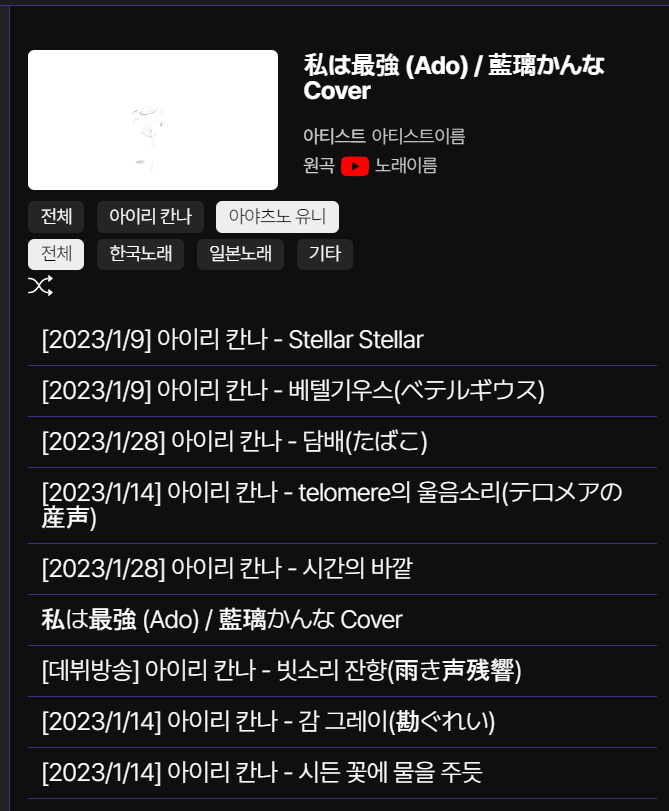 私は最強 (Ado) / 藍璃かんな
Cover
아티스트 아티스트이름
원곡 노래이름
전체 아이리 칸나 아야츠노 유니
전체 한국노래 일본노래 기타
[2023/1/9] 아이리 칸나 - Stellar Stellar
[2023/1/9] 아이리 칸나 - 베텔기우스(ベテルギウス)
[2023/1/28] 아이리 칸나 - 담배(たばこ)
[2023/1/14] 아이리 칸나 - telomere의 울음소리(テロメアの
産声)
[2023/1/28] 아이리 칸나 - 시간의 바깥
私は最強 (Ado) / 藍璃かんな Cover
[데뷔방송] 아이리 칸나 - 빗소리 잔향(雨き声残響)
[2023/1/14] 아이리 칸나 - 감 그레이(勘ぐれい)
[2023/1/14] 아이리 칸나 - 시든 꽃에 물을 주듯